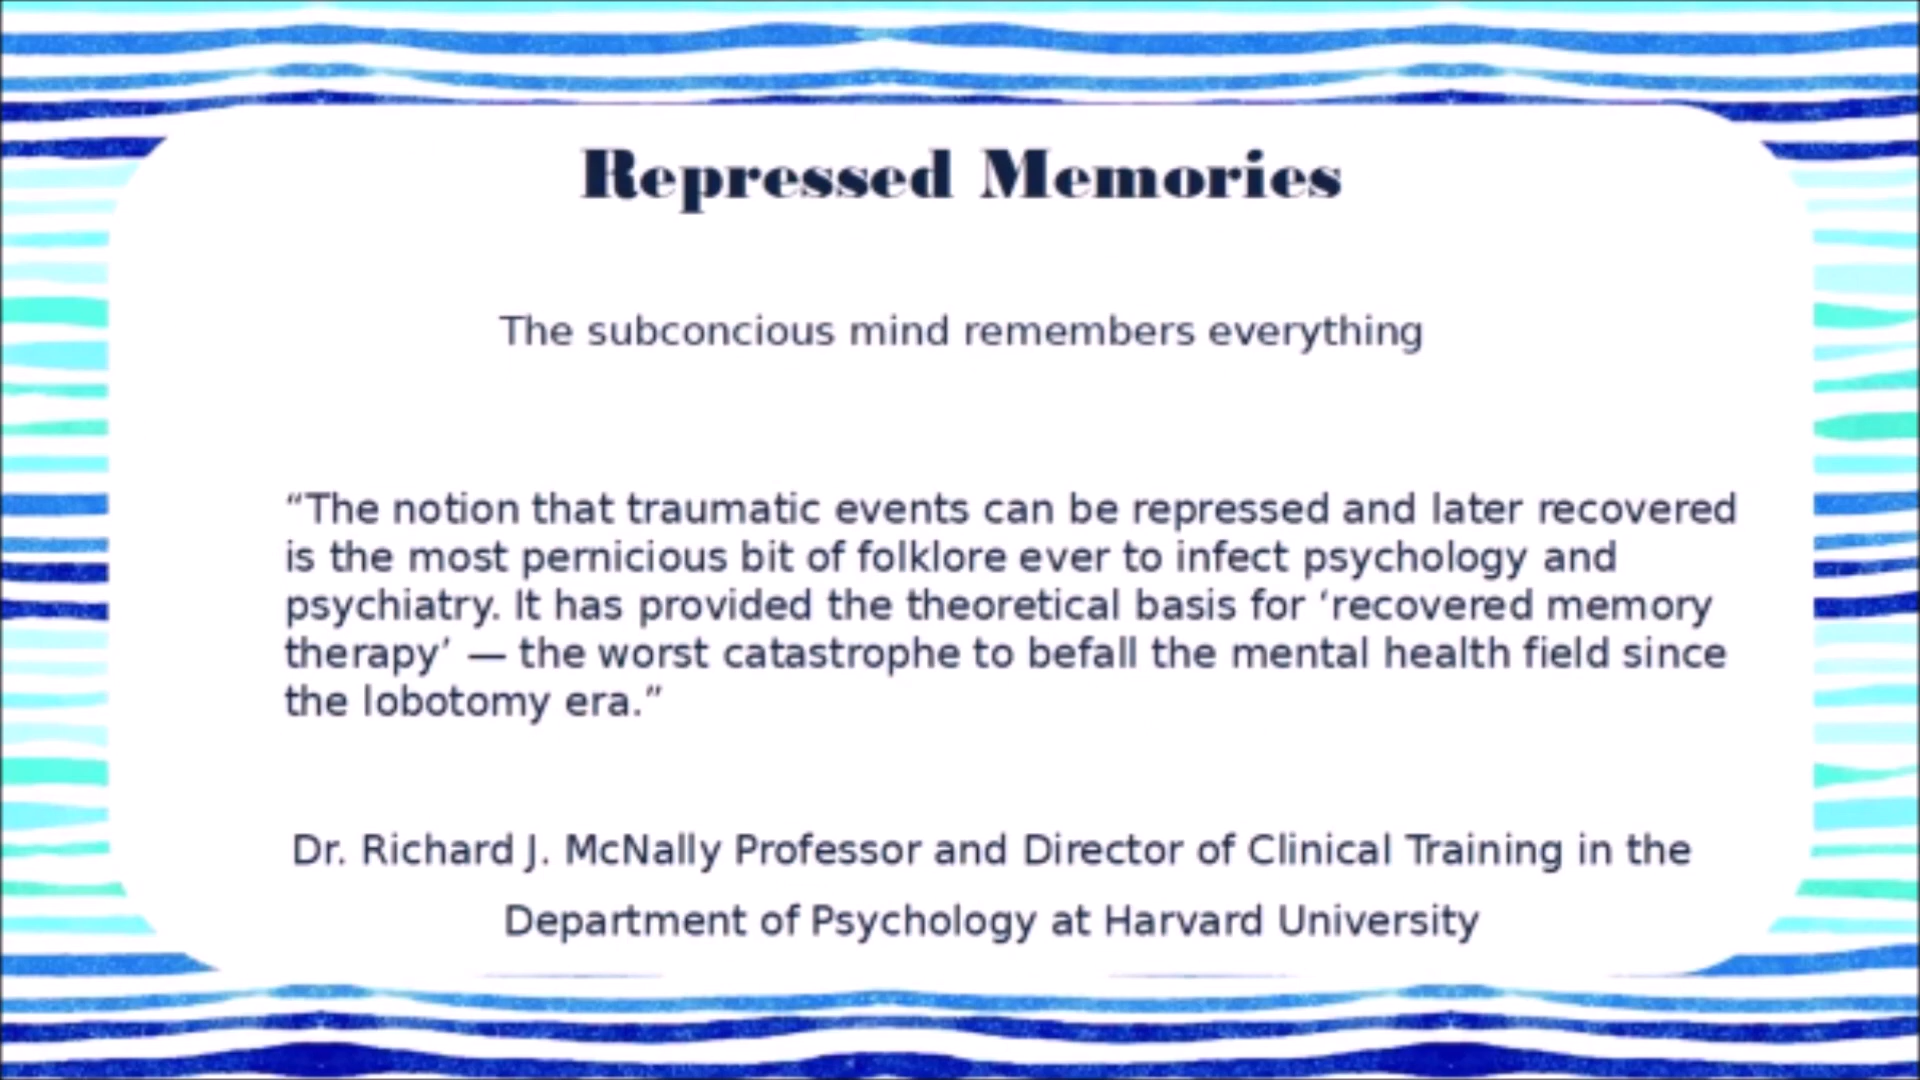 Repressed Memories
The subconcious mind remembers everything
“The notion that traumatic events can be repressed and later recovered
is the most pernicious bit of folklore ever to infect psychology and
psychiatry. It has provided the theoretical basis for ‘recovered memory
therapy’ — the worst catastrophe to befall the mental health field since
the lobotomy era.”
Dr. Richard J. McNally Professor and Director of Clinical Training in the
Department of Psychology at Harvard University